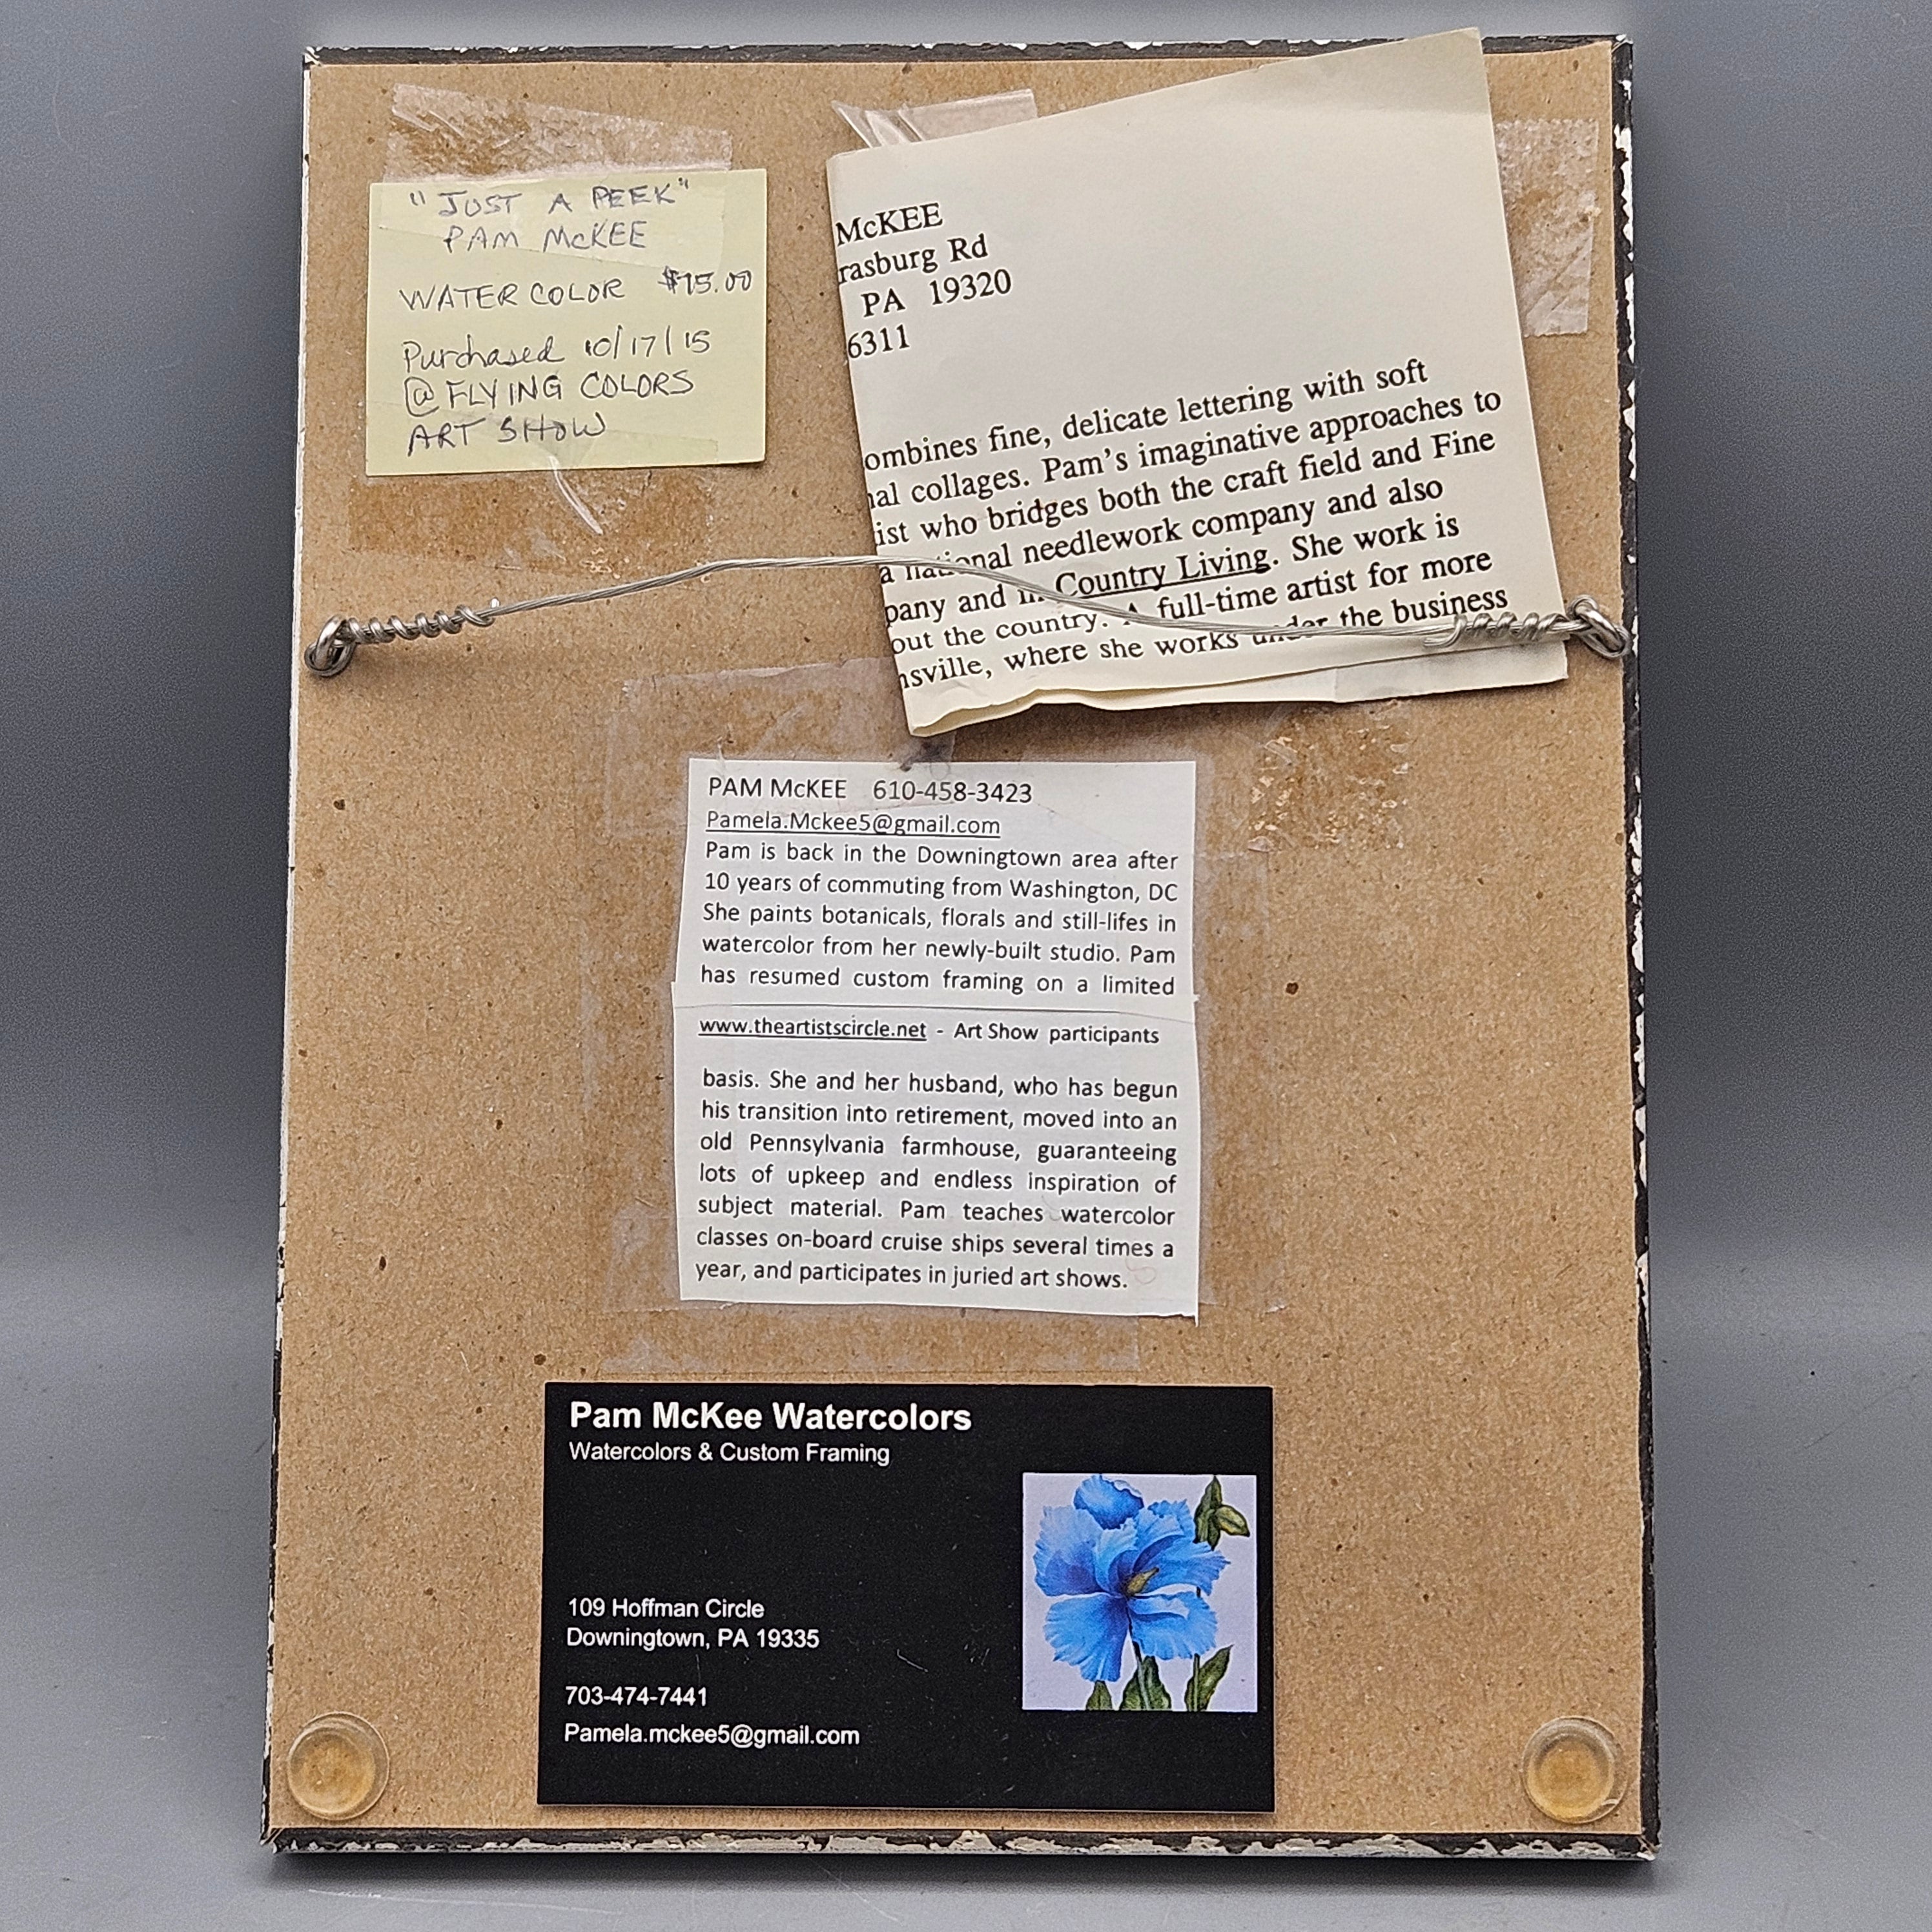 "JUST A PEEK"
PAM McKEE
WATERCOLOR $75.00
Purchased 10/17/15
@ FLYING COLORS
ART SHOW
McKEE
rasburg Rd
PA 19320
6311
ombines fine, delicate lettering with soft
nal collages. Pam's imaginative approaches to
ist who bridges both the craft field and Fine
a national needlework company and also
pany and in Country Living. She work is
out the country. A full-time artist for more
nsville, where she works under the business
PAM McKEE 610-458-3423
Pamela.Mckee5@gmail.com
Pam is back in the Downingtown area after
10 years of commuting from Washington, DC
She paints botanicals, florals and still-lifes in
watercolor from her newly-built studio. Pam
has resumed custom framing on a limited
www.theartistscircle.net - Art Show participants
basis. She and her husband, who has begun
his transition into retirement, moved into an
old Pennsylvania farmhouse, guaranteeing
lots of upkeep and endless inspiration of
subject material. Pam teaches watercolor
classes on-board cruise ships several times a
year, and participates in juried art shows.
Pam McKee Watercolors
Watercolors & Custom Framing
109 Hoffman Circle
Downingtown, PA 19335
703-474-7441
Pamela.mckee5@gmail.com